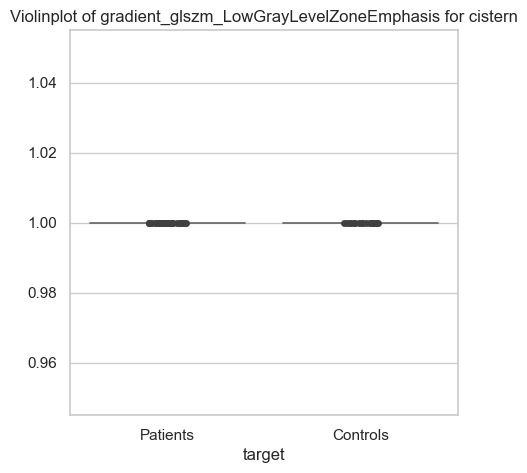 Violinplot of gradient_glszm_LowGrayLevelZoneEmphasis for cistern
1.04
1.02
1.00
0.98
0.96
Patients Controls
target